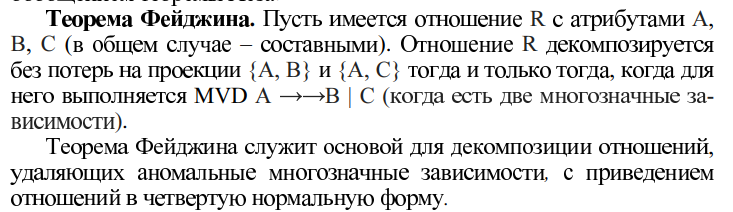 Теорема Фейджина. Пусть имеется отношение R с атрибутами A,
B, C (в общем случае – составными). Отношение R декомпозируется
без потерь на проекции {A, B} и {A, C} тогда и только тогда, когда для
него выполняется MVD A →→B | C (когда есть две многозначные за-
висимости).
Теорема Фейджина служит основой для декомпозиции отношений,
удаляющих аномальные многозначные зависимости, с приведением
отношений в четвертую нормальную форму.